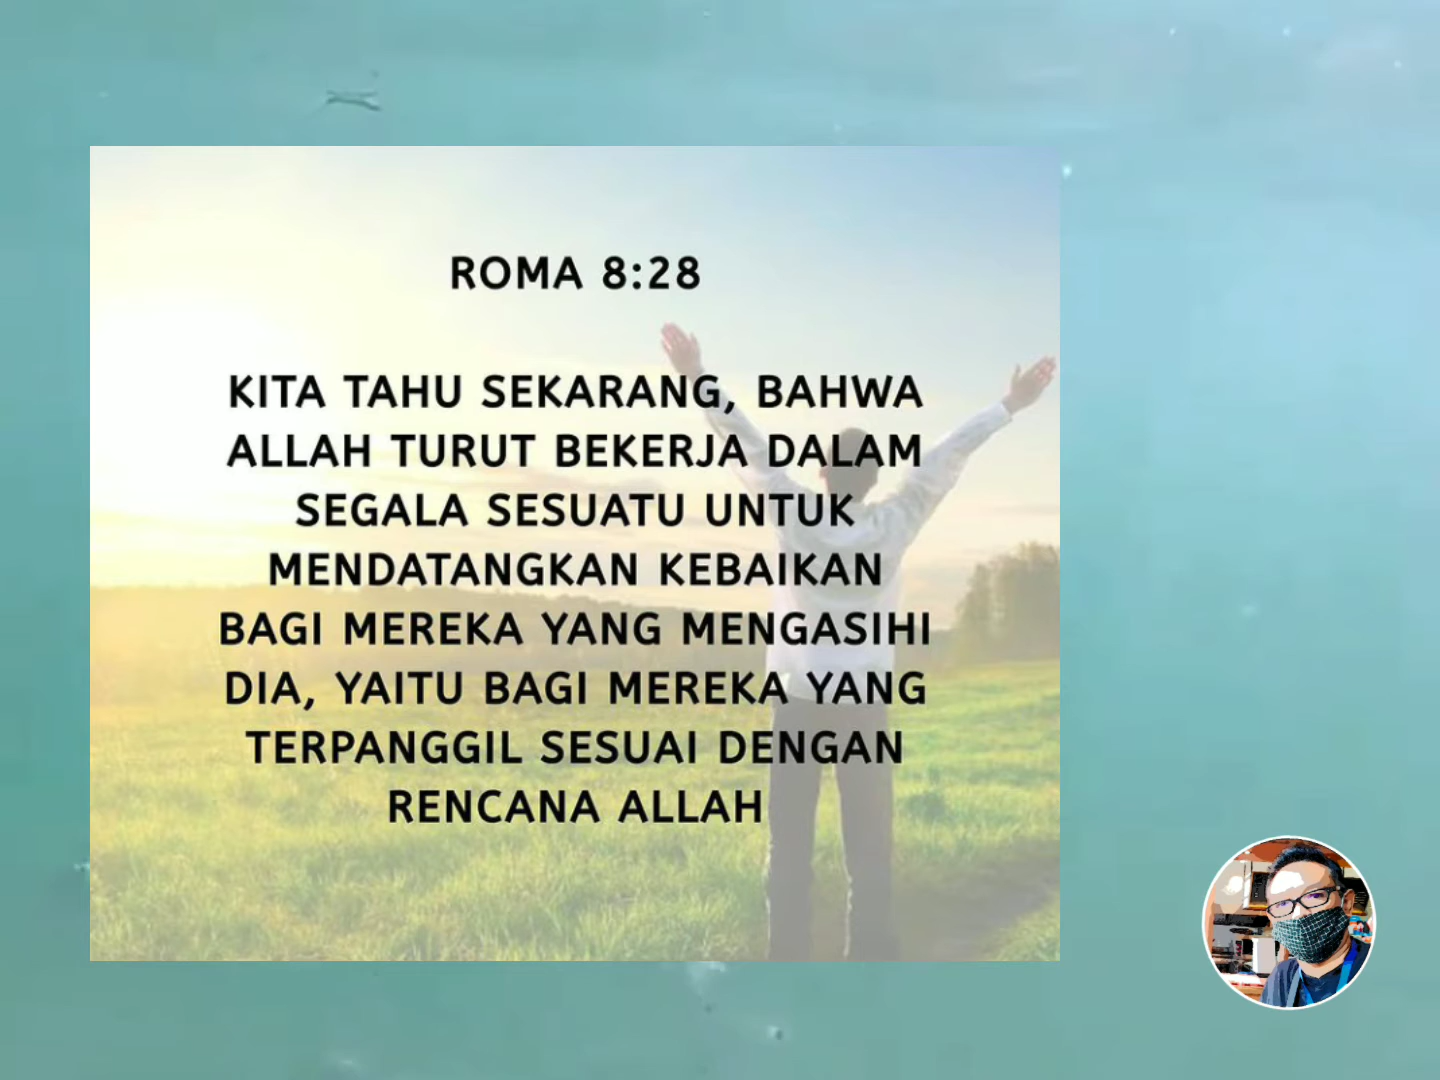 ROMA 8:28
KITA TAHU SEKARANG, BAHWA
ALLAH TURUT BEKERJA DALAM
SEGALA SESUATU UNTUK
MENDATANGKAN KEBAIKAN
BAGI MEREKA YANG MENGASIHI
DIA, YAITU BAGI MEREKA YANG
TERPANGGIL SESUAI DENGAN
RENCANA ALLAH